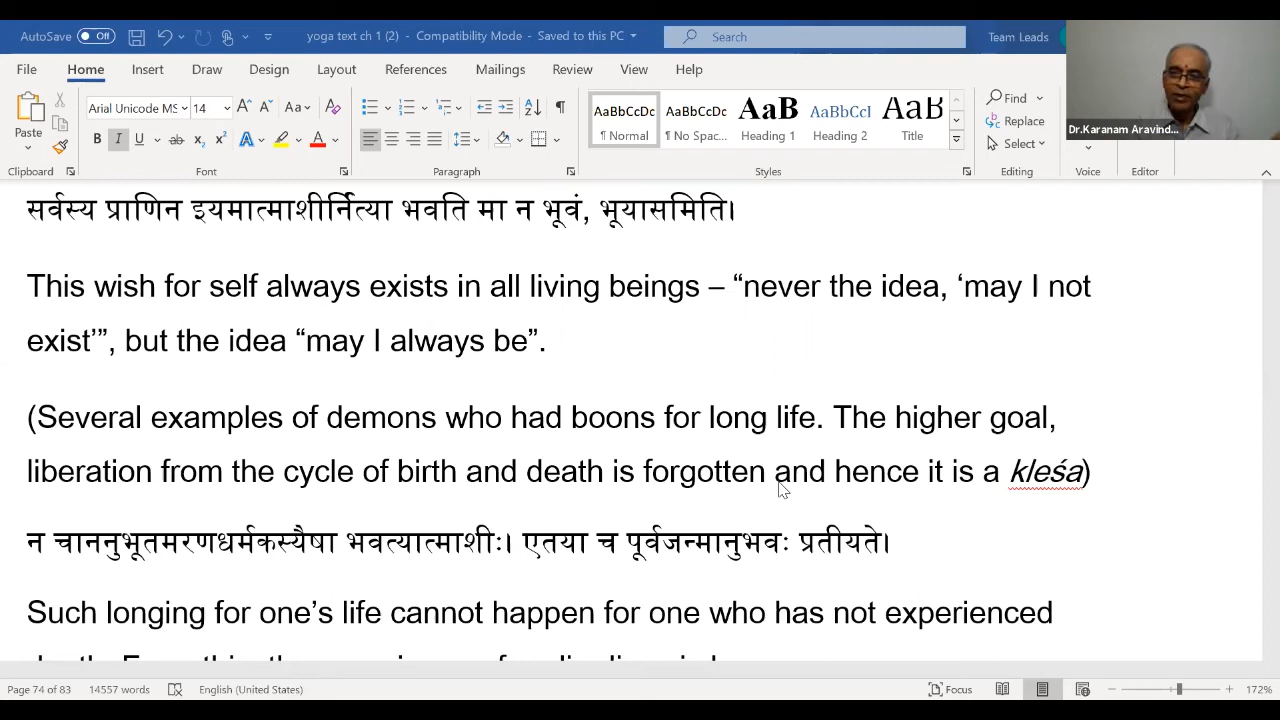 AutoSave Off yoga text ch 1 (2) - Compatibility Mode - Saved to this PC Search Team Leads
File Home Insert Draw Design Layout References Mailings Review View Help
Paste Arial Unicode MS 14 Aa AaBbCcDc AaBbCcDc AaB AaBbCcI AaB Find
Dr.Karanam Aravind...
¶ Normal ¶ No Spac... Heading 1 Heading 2 Title Replace
Select
Clipboard Font Paragraph Styles Editing Voice Editor
सर्वस्य प्राणिन इयमात्माशीर्नित्या भवति मा न भूवं, भूयासमिति।
This wish for self always exists in all living beings – “never the idea, ‘may I not
exist’”, but the idea “may I always be”.
(Several examples of demons who had boons for long life. The higher goal,
liberation from the cycle of birth and death is forgotten and hence it is a kleśa)
न चाननुभूतमरणधर्मकस्यैषा भवत्यात्माशीः। एतया च पूर्वजन्मानुभवः प्रतीयते।
Such longing for one’s life cannot happen for one who has not experienced
Page 74 of 83 14557 words English (United States) Focus 172%